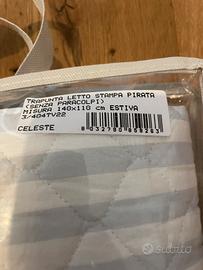 TRAPUNTA LETTO STAMPA PIRATA
(SENZA PARACOLPI)
MISURA 140x110 cm ESTIVA
3/404TV22
CELESTE
subito